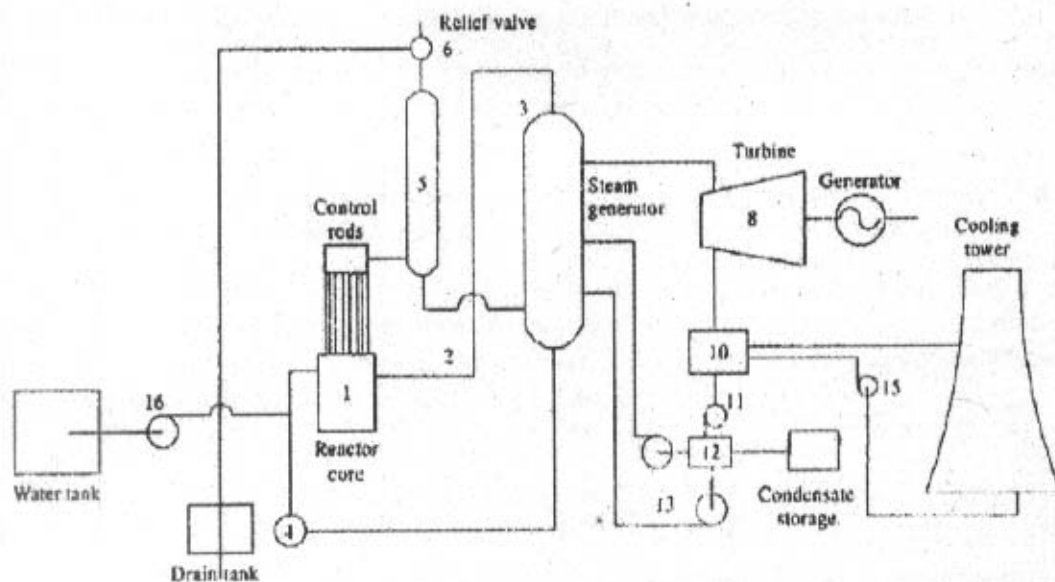 Relief valve
6
3
Turbine
5
Steam
generator
Generator
8
Control
rods
Cooling
tower
10
2
1
16
15
11
Reactor
core
12
Water tank
13
Condensate
storage.
4
Drain tank